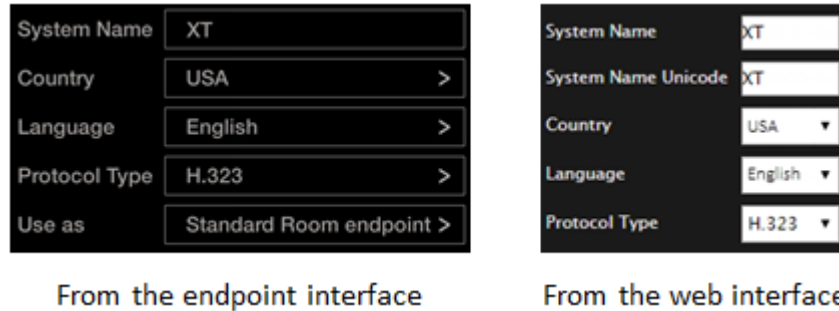 System Name XT
Country USA >
Language English >
Protocol Type H.323 >
Use as Standard Room endpoint >
From the endpoint interface
System Name XT
System Name Unicode XT
Country USA ▼
Language English ▼
Protocol Type H.323 ▼
From the web interface